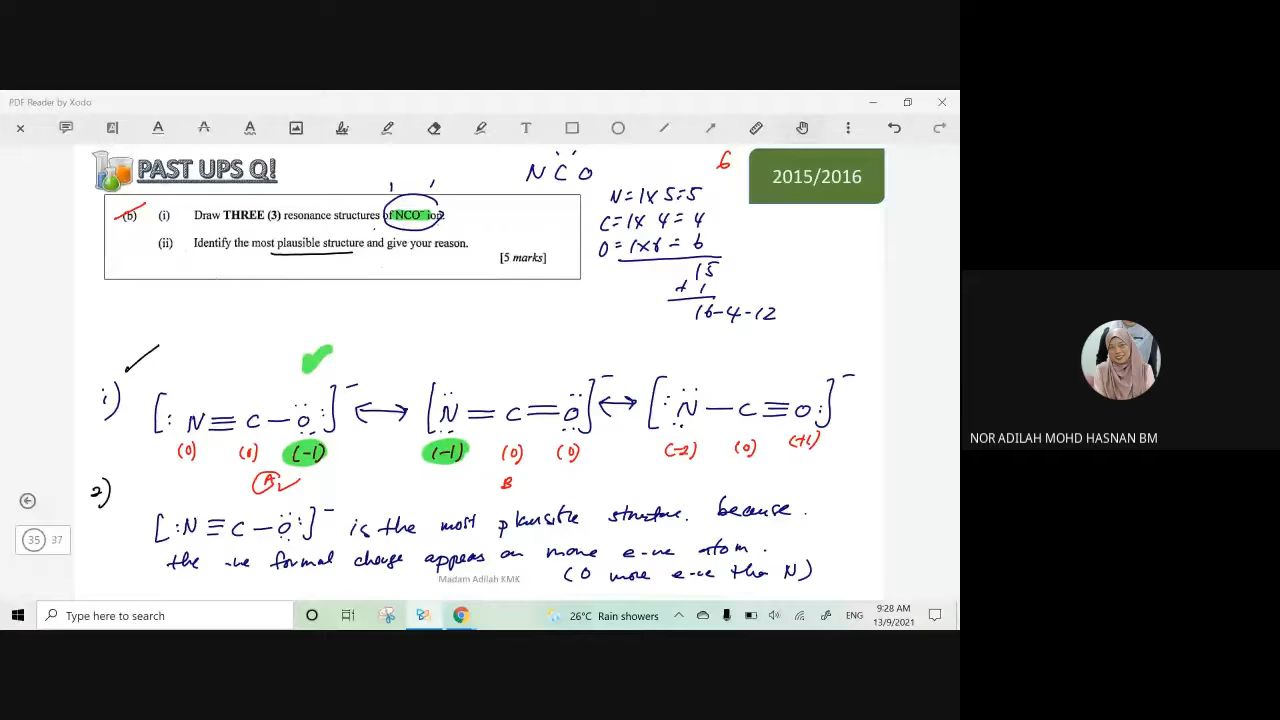 PDF Reader by Xodo
PAST UPS Q!
N C O
6
2015/2016
N = 1 x 5 = 5
C = 1 x 4 = 4
O = 1 x 6 = 6
15
+ 1
16 - 4 - 12
(b) (i) Draw THREE (3) resonance structures of NCO⁻ ion.
(ii) Identify the most plausible structure and give your reason.
[5 marks]
i) [:N ≡ C - O:]⁻ ↔ [N = C = O]⁻ ↔ [:N - C ≡ O:]⁻
(0) (0) (-1) (-1) (0) (0) (-2) (0) (+1)
A B
2)
[:N ≡ C - O:]⁻ is the most plausible structure. because
the -ve formal charge appears on more e-ve atom.
(O more e-ve than N)
Madam Adilah KMK
35 37
NOR ADILAH MOHD HASNAN BM
Type here to search
26°C Rain showers
ENG
9:28 AM
13/9/2021